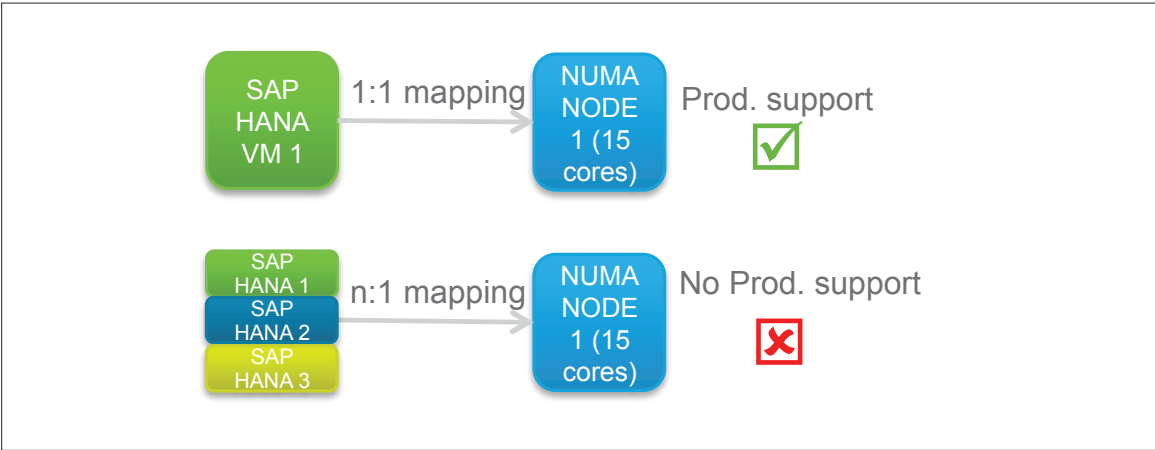 SAP
HANA
VM 1
1:1 mapping
NUMA
NODE
1 (15
cores)
Prod. support
SAP
HANA 1
SAP
HANA 2
SAP
HANA 3
n:1 mapping
NUMA
NODE
1 (15
cores)
No Prod. support